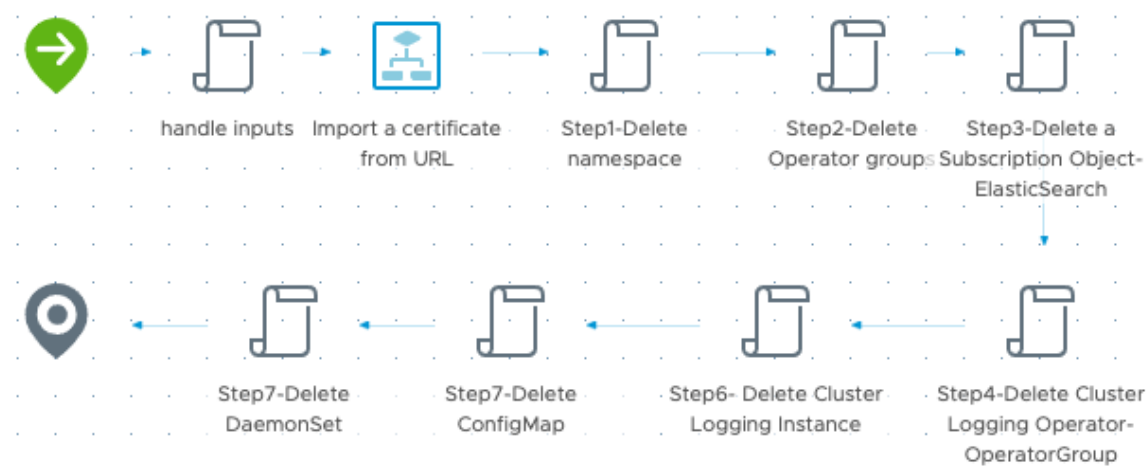 handle inputs
Import a certificate
from URL
Step1-Delete
namespace
Step2-Delete
Operator groups
Step3-Delete a
Subscription Object-
ElasticSearch
Step7-Delete
DaemonSet
Step7-Delete
ConfigMap
Step6- Delete Cluster
Logging Instance
Step4-Delete Cluster
Logging Operator-
OperatorGroup